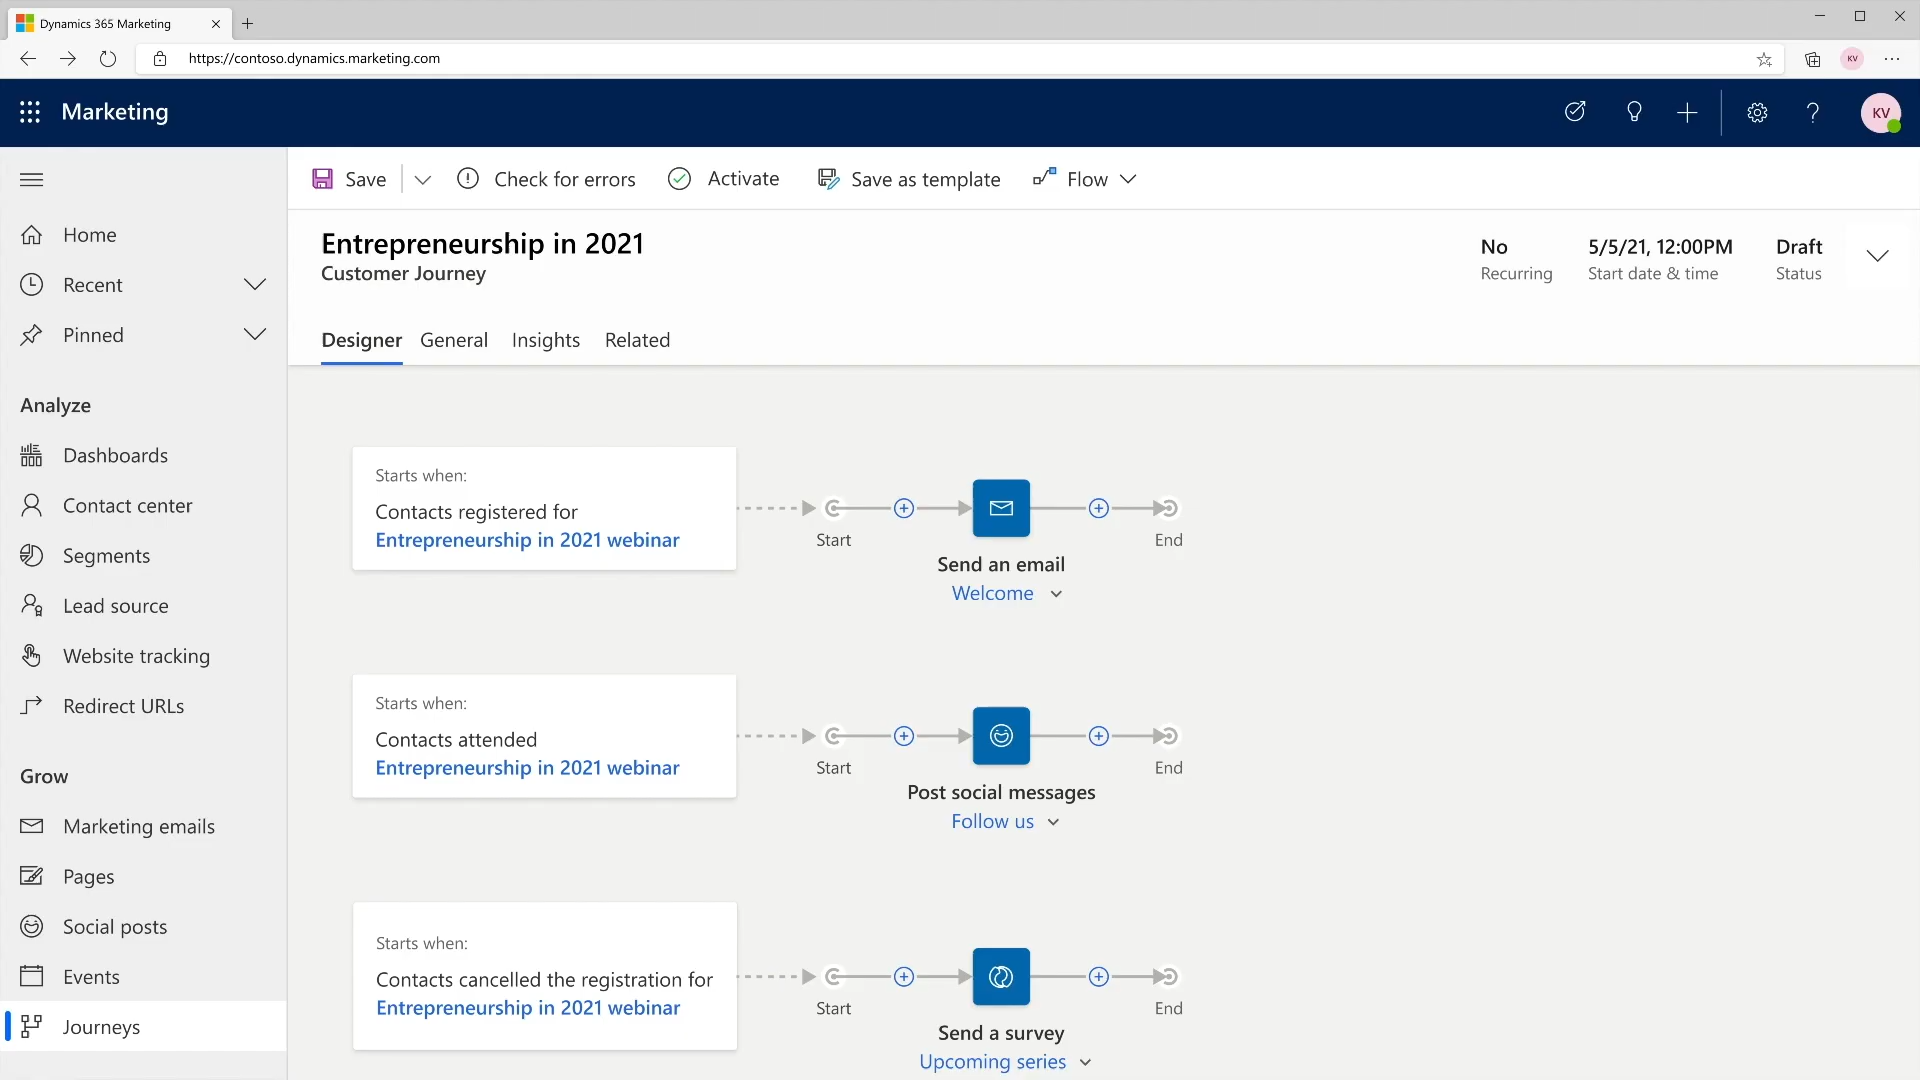 Dynamics 365 Marketing
https://contoso.dynamics.marketing.com
KV
Marketing
KV
Save
Check for errors
Activate
Save as template
Flow
Home
Recent
Pinned
Analyze
Dashboards
Contact center
Segments
Lead source
Website tracking
Redirect URLs
Grow
Marketing emails
Pages
Social posts
Events
Journeys
Entrepreneurship in 2021
Customer Journey
No
Recurring
5/5/21, 12:00PM
Start date & time
Draft
Status
Designer
General
Insights
Related
Starts when:
Contacts registered for
Entrepreneurship in 2021 webinar
Start
End
Send an email
Welcome
Starts when:
Contacts attended
Entrepreneurship in 2021 webinar
Start
End
Post social messages
Follow us
Starts when:
Contacts cancelled the registration for
Entrepreneurship in 2021 webinar
Start
End
Send a survey
Upcoming series